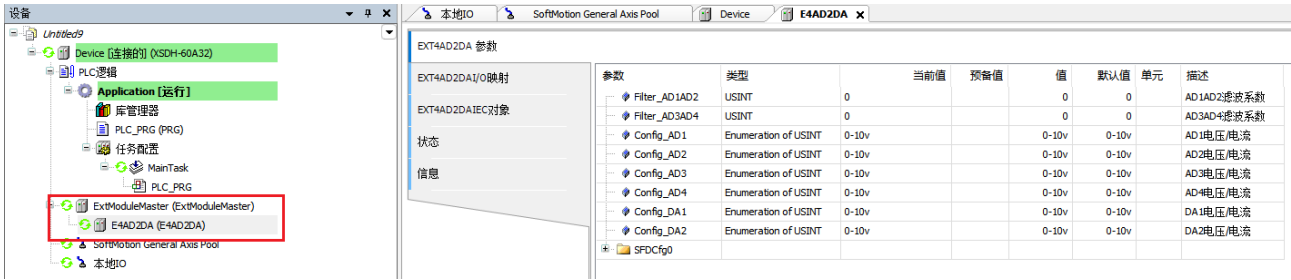 设备
Untitled9
Device [连接的] (XSDH-60A32)
PLC逻辑
Application [运行]
库管理器
PLC_PRG (PRG)
任务配置
MainTask
PLC_PRG
ExtModuleMaster (ExtModuleMaster)
E4AD2DA (E4AD2DA)
SoftMotion General Axis Pool
本地IO
本地IO SoftMotion General Axis Pool Device E4AD2DA
EXT4AD2DA 参数
EXT4AD2DAI/O映射
EXT4AD2DAIEC对象
状态
信息
参数 类型 当前值 预备值 值 默认值 单元 描述
Filter_AD1AD2 USINT 0 0 0 AD1AD2滤波系数
Filter_AD3AD4 USINT 0 0 0 AD3AD4滤波系数
Config_AD1 Enumeration of USINT 0-10v 0-10v 0-10v AD1电压/电流
Config_AD2 Enumeration of USINT 0-10v 0-10v 0-10v AD2电压/电流
Config_AD3 Enumeration of USINT 0-10v 0-10v 0-10v AD3电压/电流
Config_AD4 Enumeration of USINT 0-10v 0-10v 0-10v AD4电压/电流
Config_DA1 Enumeration of USINT 0-10v 0-10v 0-10v DA1电压/电流
Config_DA2 Enumeration of USINT 0-10v 0-10v 0-10v DA2电压/电流
SFDCfg0